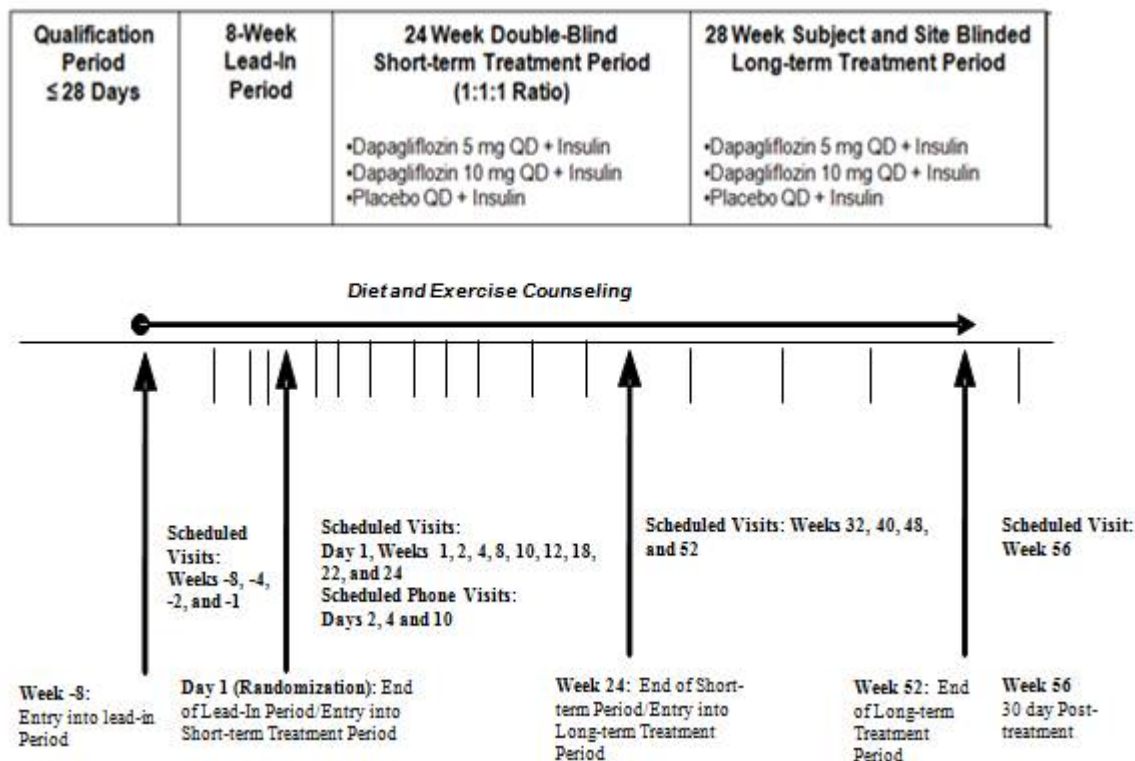 Qualification
Period
≤ 28 Days
8-Week
Lead-In
Period
24 Week Double-Blind
Short-term Treatment Period
(1:1:1 Ratio)
•Dapagliflozin 5 mg QD + Insulin
•Dapagliflozin 10 mg QD + Insulin
•Placebo QD + Insulin
28 Week Subject and Site Blinded
Long-term Treatment Period
•Dapagliflozin 5 mg QD + Insulin
•Dapagliflozin 10 mg QD + Insulin
•Placebo QD + Insulin
Diet and Exercise Counseling
Scheduled
Visits:
Weeks -8, -4,
-2, and -1
Scheduled Visits:
Day 1, Weeks 1, 2, 4, 8, 10, 12, 18,
22, and 24
Scheduled Phone Visits:
Days 2, 4 and 10
Scheduled Visits: Weeks 32, 40, 48,
and 52
Scheduled Visit:
Week 56
Week -8:
Entry into lead-in
Period
Day 1 (Randomization): End
of Lead-In Period/Entry into
Short-term Treatment Period
Week 24: End of Short-
term Period/Entry into
Long-term Treatment
Period
Week 52: End
of Long-term
Treatment
Period
Week 56
30 day Post-
treatment